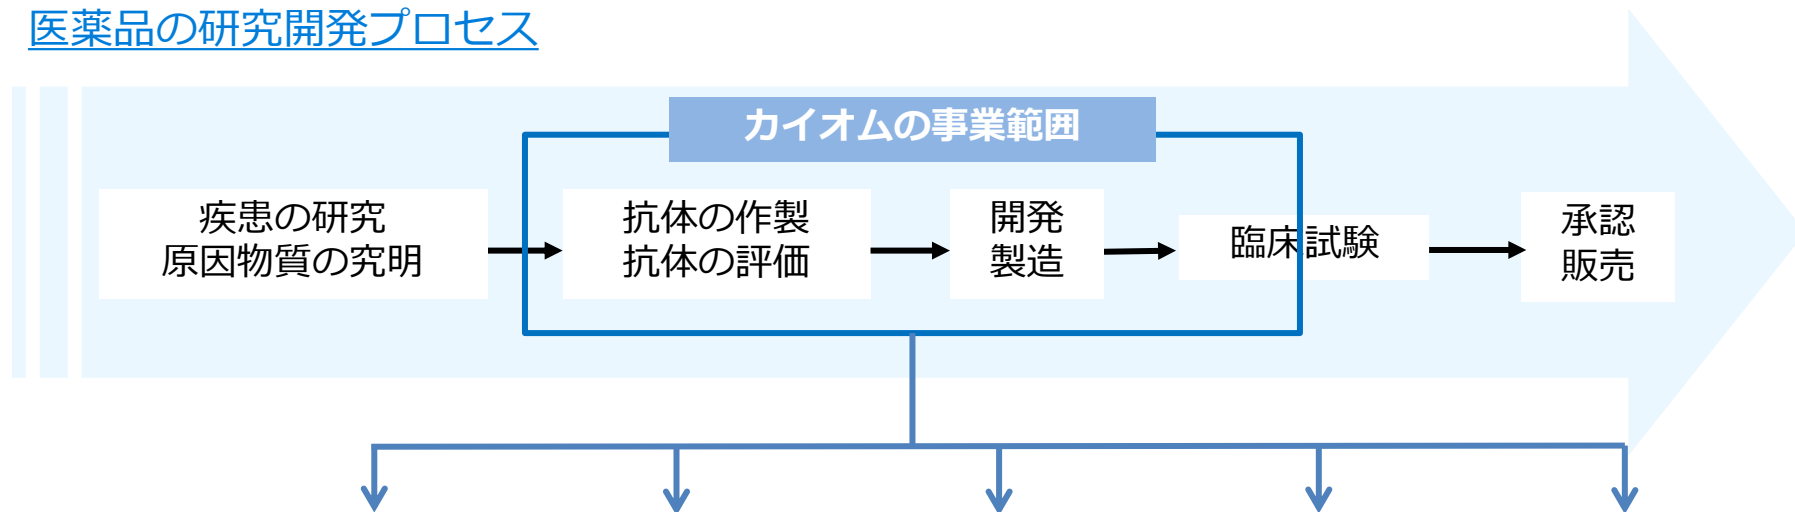 医薬品の研究開発プロセス
カイオムの事業範囲
疾患の研究
原因物質の究明
抗体の作製
抗体の評価
開発
製造
臨床試験
承認
販売